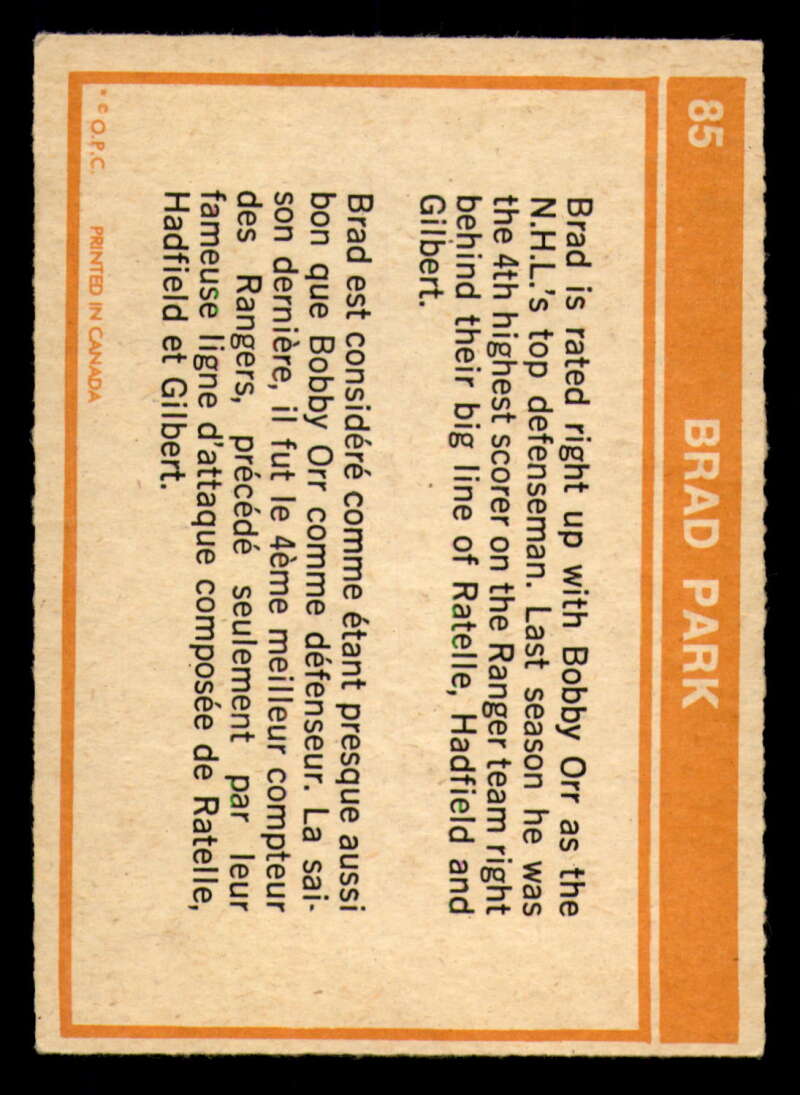 85 BRAD PARK
Brad is rated right up with Bobby Orr as the
N.H.L.'s top defenseman. Last season he was
the 4th highest scorer on the Ranger team right
behind their big line of Ratelle, Hadfield and
Gilbert.
Brad est considéré comme étant presque aussi
bon que Bobby Orr comme défenseur. La sai-
son dernière, il fut le 4ème meilleur compteur
des Rangers, précédé seulement par leur
fameuse ligne d'attaque composée de Ratelle,
Hadfield et Gilbert.
* © O.P.C. PRINTED IN CANADA